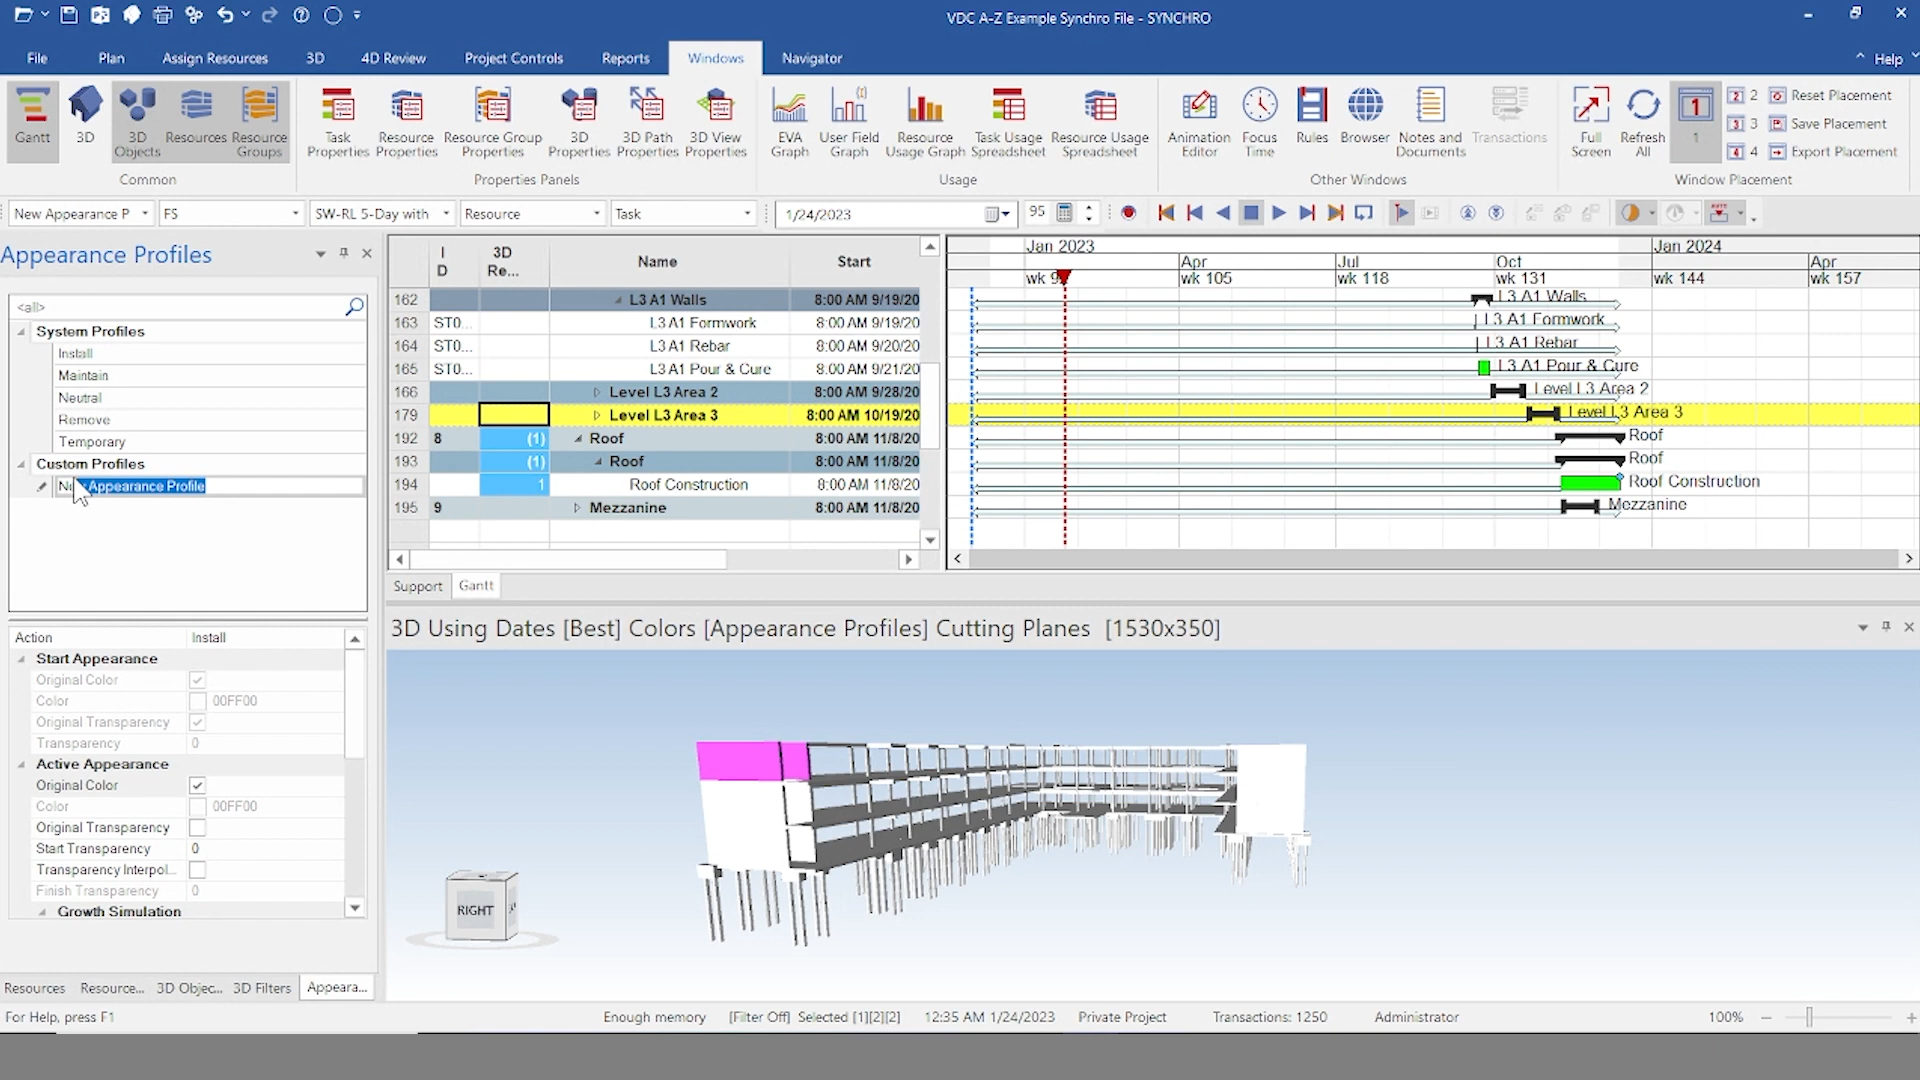 VDC A-Z Example Synchro File - SYNCHRO
File Plan Assign Resources 3D 4D Review Project Controls Reports Windows Navigator Help
Gantt 3D 3D Objects Resources Resource Groups
Common
Task Properties Resource Properties Resource Group Properties 3D Properties 3D Path Properties 3D View Properties
Properties Panels
EVA Graph User Field Graph Resource Usage Graph Task Usage Spreadsheet Resource Usage Spreadsheet
Usage
Animation Editor Focus Time Rules Browser Notes and Documents Transactions
Other Windows
Full Screen Refresh All 1 2 3 4 Reset Placement
Save Placement
Export Placement
Window Placement
New Appearance P FS SW-RL 5-Day with Resource Task 1/24/2023 95
Appearance Profiles
<all>
System Profiles
Install
Maintain
Neutral
Remove
Temporary
Custom Profiles
New Appearance Profile
Action Install
Start Appearance
Original Color
Color 00FF00
Original Transparency
Transparency 0
Active Appearance
Original Color
Color 00FF00
Original Transparency
Start Transparency 0
Transparency Interpol...
Finish Transparency 0
Growth Simulation
Resources Resource... 3D Objec... 3D Filters Appeara...
I D 3D Re... Name Start
162 L3 A1 Walls 8:00 AM 9/19/20
163 ST0... L3 A1 Formwork 8:00 AM 9/19/20
164 ST0... L3 A1 Rebar 8:00 AM 9/20/20
165 ST0... L3 A1 Pour & Cure 8:00 AM 9/21/20
166 Level L3 Area 2 8:00 AM 9/28/20
179 Level L3 Area 3 8:00 AM 10/19/20
192 8 (1) Roof 8:00 AM 11/8/20
193 (1) Roof 8:00 AM 11/8/20
194 1 Roof Construction 8:00 AM 11/8/20
195 9 Mezzanine 8:00 AM 11/8/20
Support Gantt
Jan 2023 Jan 2024
Apr Jul Oct Apr
wk 9 wk 105 wk 118 wk 131 wk 144 wk 157
L3 A1 Walls
L3 A1 Formwork
L3 A1 Rebar
L3 A1 Pour & Cure
Level L3 Area 2
Level L3 Area 3
Roof
Roof
Roof Construction
Mezzanine
3D Using Dates [Best] Colors [Appearance Profiles] Cutting Planes [1530x350]
RIGHT
For Help, press F1 Enough memory [Filter Off] Selected [1][2][2] 12:35 AM 1/24/2023 Private Project Transactions: 1250 Administrator 100%